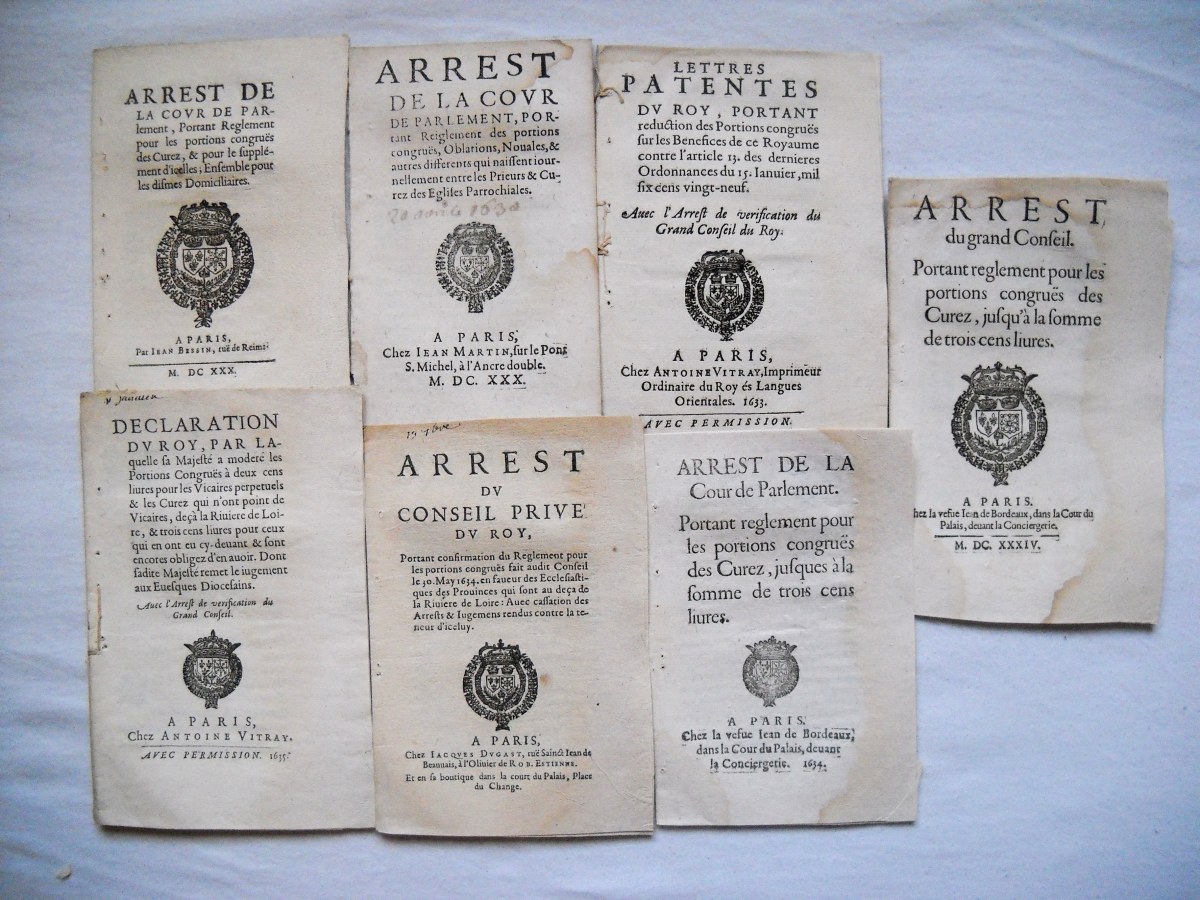 ARREST DE
LA COVR DE PAR-
lement, Portant Reglement
pour les portions congruës
des Curez, & pour le supplé-
ment d'icelles; Ensemble pour
les dismes Domiciliaires.
A PARIS,
Par IEAN BESSIN, ruë de Reims
M. DC XXX.
ARREST
DE LA COVR
DE PARLEMENT, POR-
tant Reiglement des portions
congruës, Oblations, Nouales, &
autres differents qui naissent iour-
nellement entre les Prieurs & Cu-
rez des Eglises Parrochiales.
1630
A PARIS,
Chez IEAN MARTIN, sur le Pont
S. Michel, à l'Ancre double.
M. DC. XXX.
LETTRES
PATENTES
DV ROY, PORTANT
reduction des Portions congruës
sur les Benefices de ce Royaume
contre l'article 13. des dernieres
Ordonnances du 15. Ianuier, mil
six cens vingt-neuf.
Auec l'Arrest de verification du
Grand Conseil du Roy.
A PARIS,
Chez ANTOINE VITRAY, Imprimeur
Ordinaire du Roy és Langues
Orientales. 1633.
AVEC PERMISSION.
ARREST
du grand Conseil.
Portant reglement pour les
portions congruës des
Curez, jusqu'à la somme
de trois cens liures.
A PARIS.
hez la vefue Iean de Bordeaux, dans la Cour du
Palais, deuant la Conciergerie.
M. DC. XXXIV.
DECLARATION
DV ROY, PAR LA-
quelle sa Majesté a moderé les
Portions Congruës à deux cens
liures pour les Vicaires perpetuels
& les Curez qui n'ont point de
Vicaires, deçà la Riuiere de Loi-
re, & trois cens liures pour ceux
qui en ont eu cy-deuant & sont
encores obligez d'en auoir. Dont
sadite Majesté remet le iugement
aux Euesques Diocesains.
Auec l'Arrest de verification du
Grand Conseil.
A PARIS,
Chez ANTOINE VITRAY.
AVEC PERMISSION. 1635.
ARREST
DV
CONSEIL PRIVE
DV ROY,
Portant confirmation du Reglement pour
les portions congruës fait audit Conseil
le 30. May 1634. en faueur des Ecclesiasti-
ques des Prouinces qui sont au deça de
la Riuiere de Loire: Auec cassation des
Arrests & Iugemens rendus contre la te-
neur d'iceluy.
A PARIS,
Chez IACQVES DVGAST, ruë Sainct Iean de
Beauuais, à l'Oliuier de ROB. ESTIENNE.
Et en sa boutique dans la court du Palais, Place
du Change.
ARREST DE LA
Cour de Parlement.
Portant reglement pour
les portions congruës
des Curez, jusques à la
somme de trois cens
liures.
A PARIS.
Chez la vefue Iean de Bordeaux,
dans la Cour du Palais, deuant
la Conciergerie. 1634.